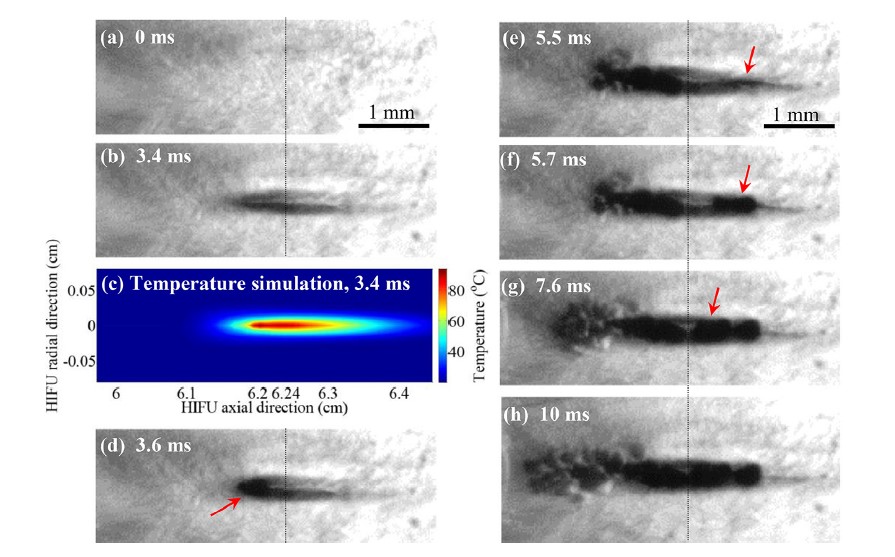 (a) 0 ms
1 mm
(b) 3.4 ms
(c) Temperature simulation, 3.4 ms
HIFU radial direction (cm)
0.05
0
-0.05
80
60
40
Temperature (°C)
6 6.1 6.2 6.24 6.3 6.4
HIFU axial direction (cm)
(d) 3.6 ms
(e) 5.5 ms
1 mm
(f) 5.7 ms
(g) 7.6 ms
(h) 10 ms